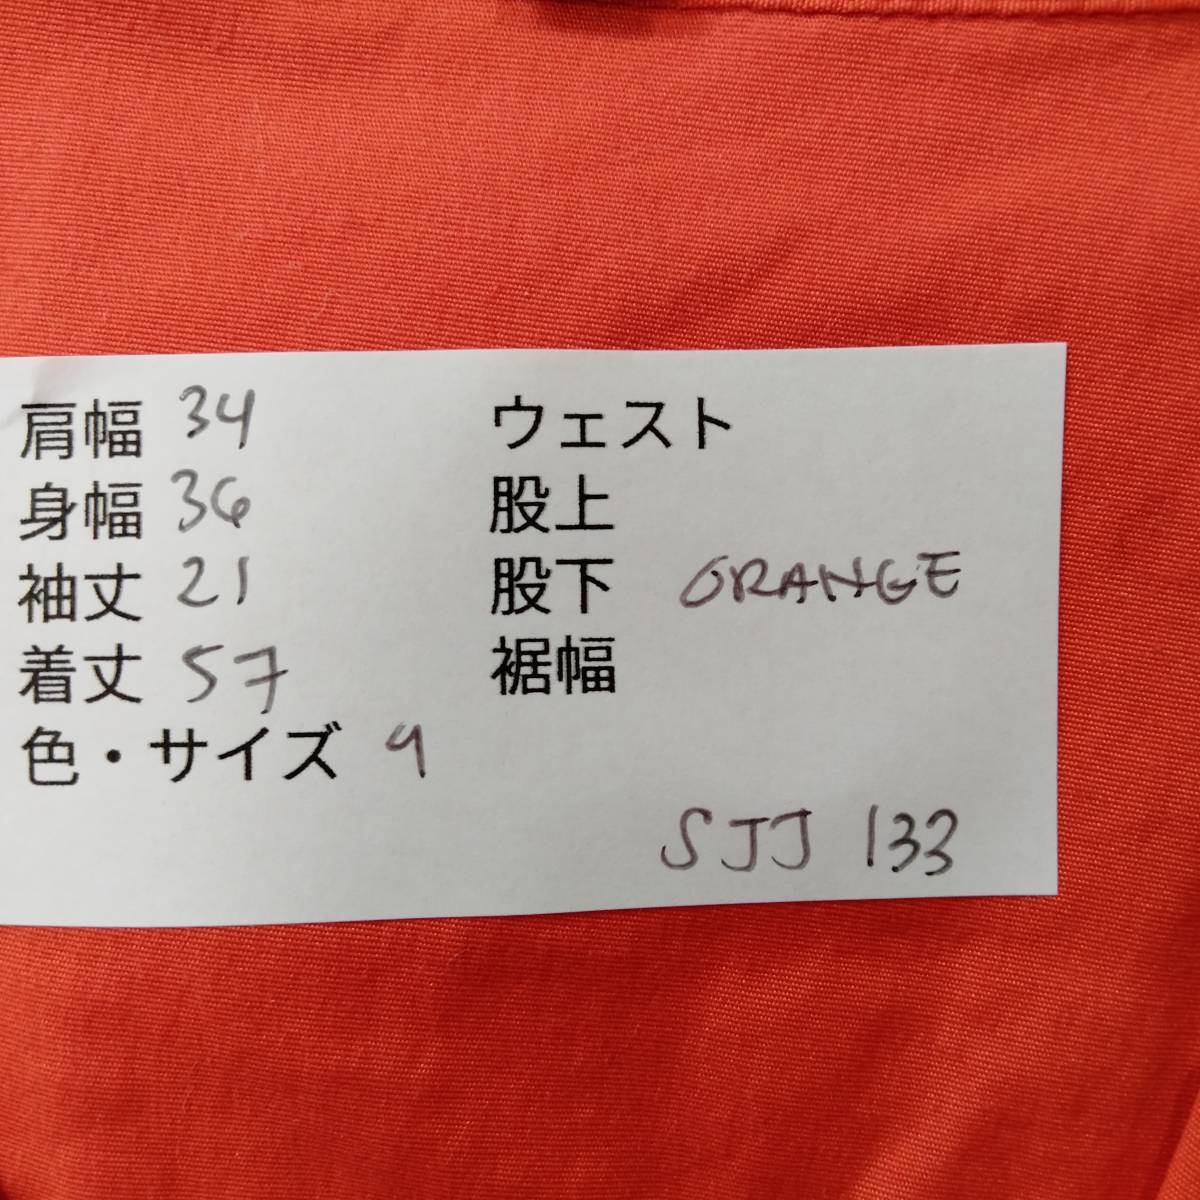 肩幅 34 ウェスト
身幅 36 股上
袖丈 21 股下 ORANGE
着丈 57 裾幅
色・サイズ 9
SJJ 133